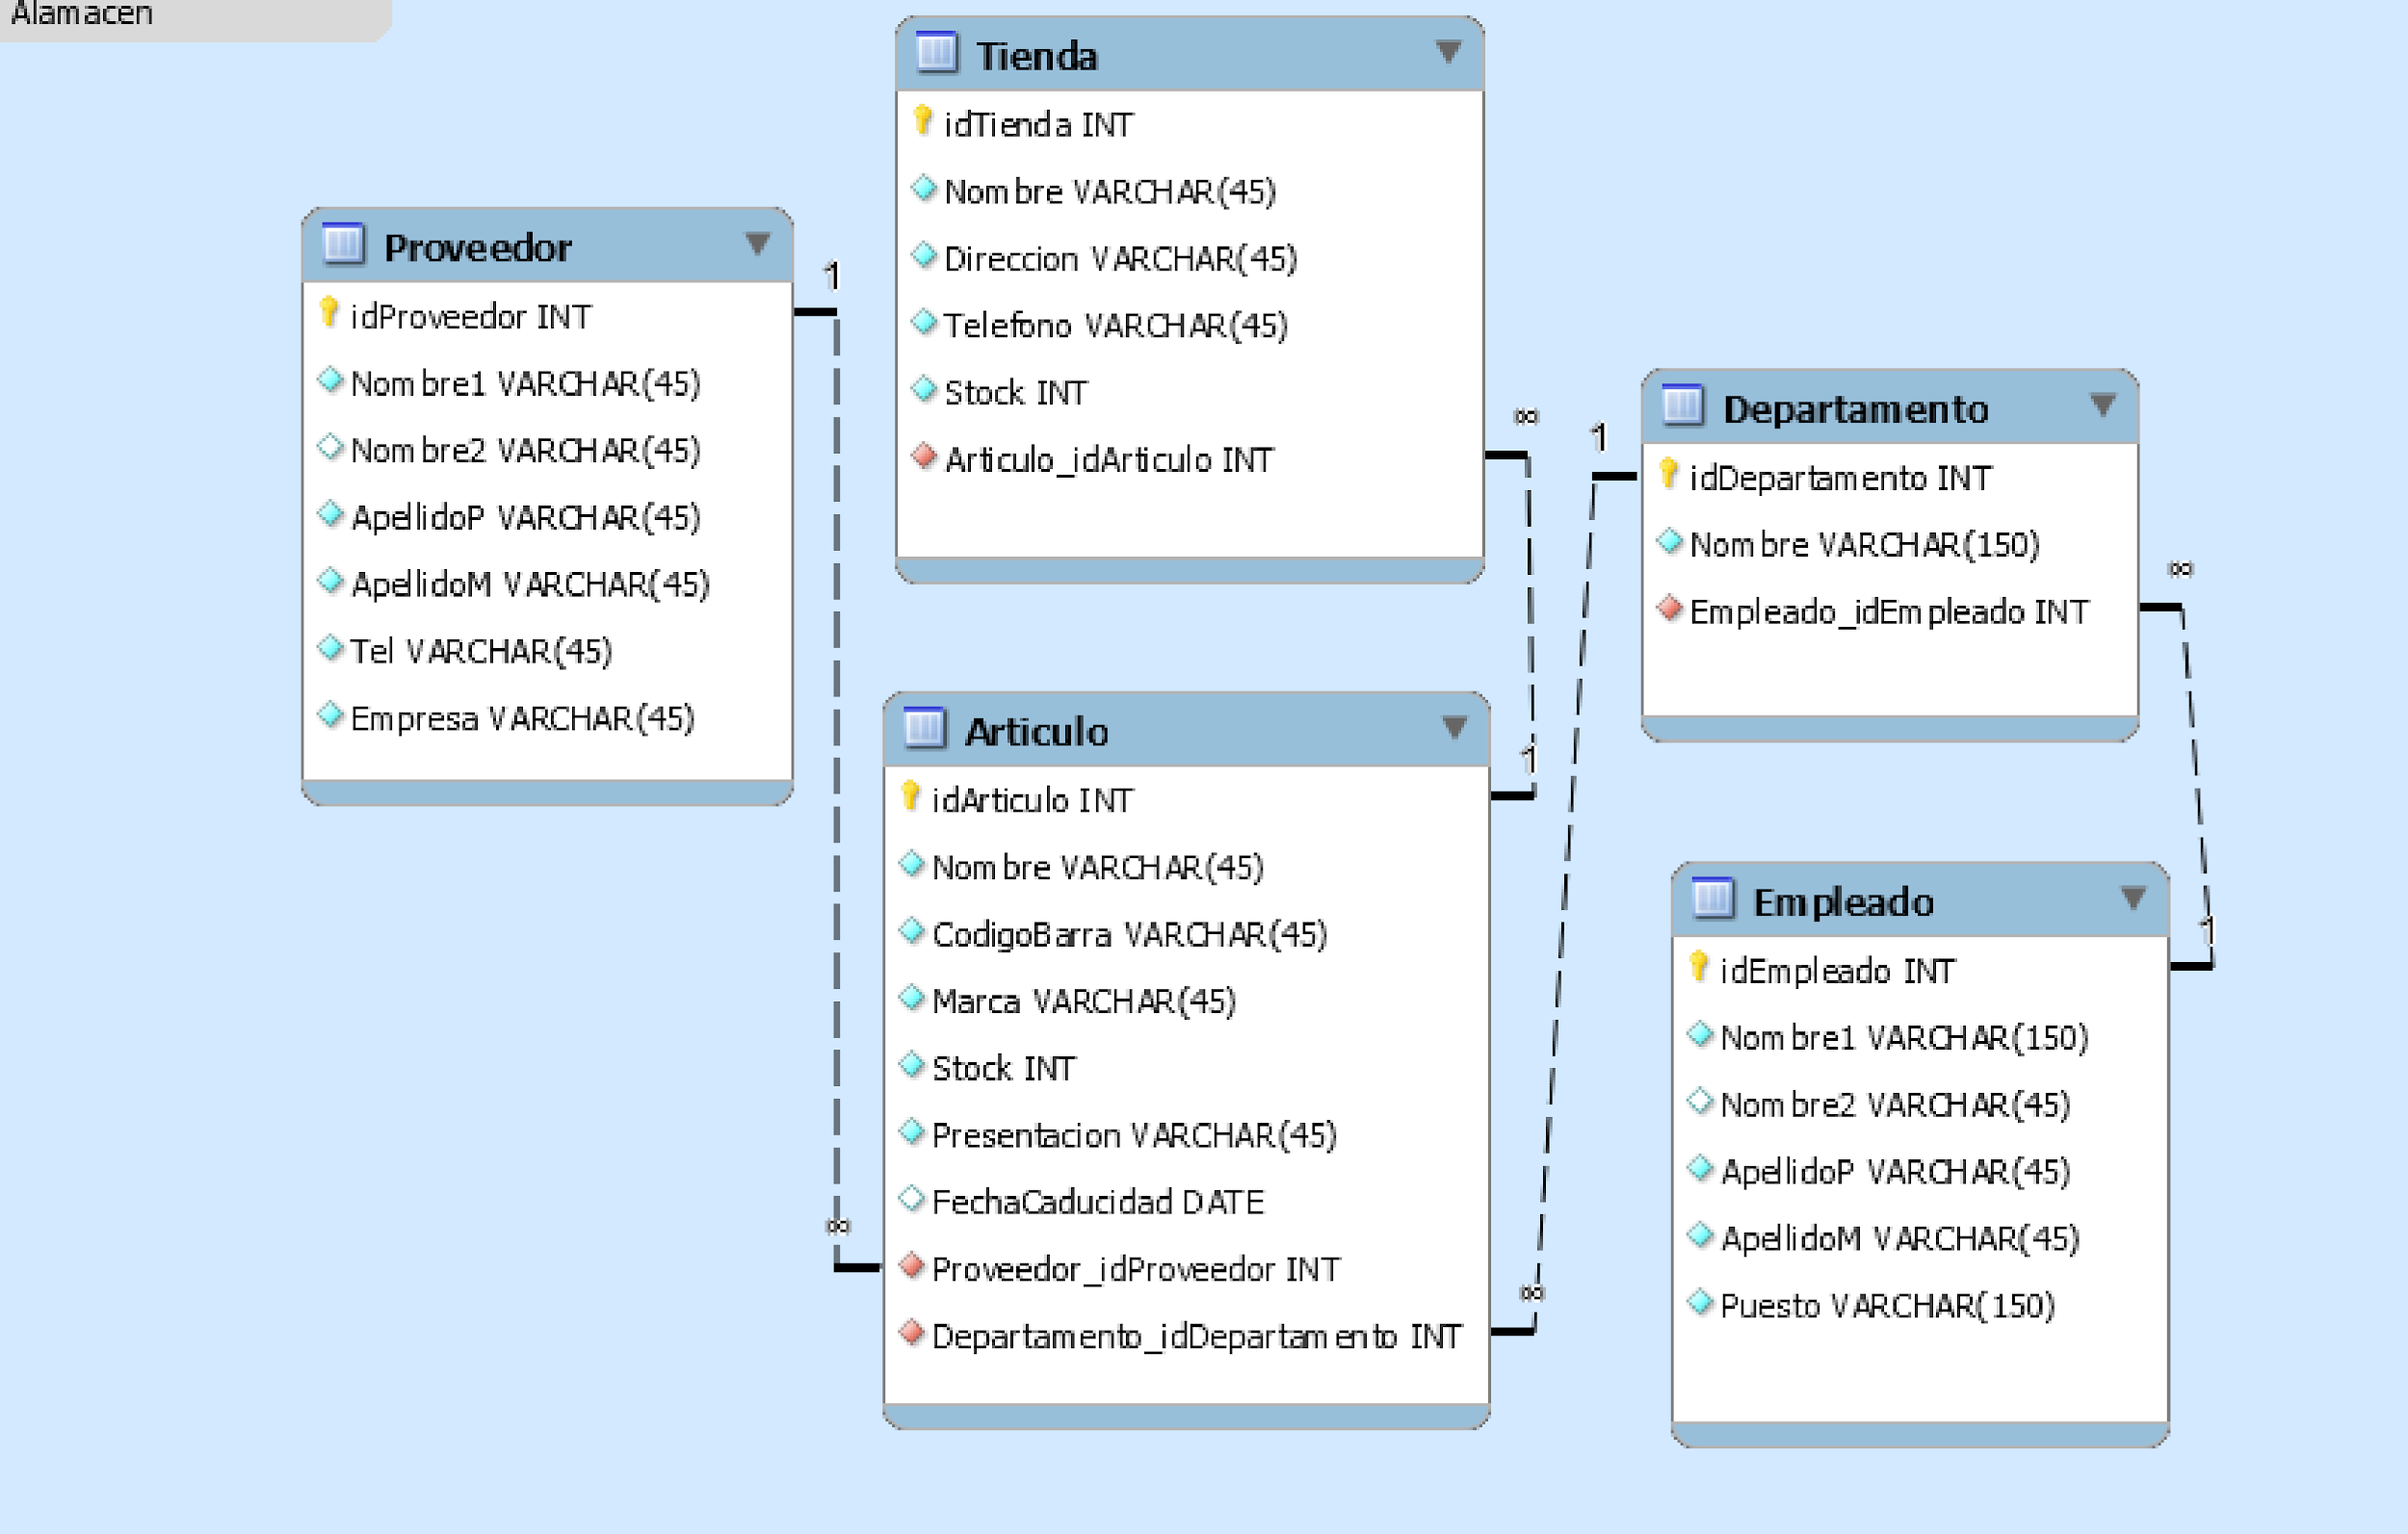 Alamacen
Tienda
idTienda INT
Nombre VARCHAR(45)
Direccion VARCHAR(45)
Telefono VARCHAR(45)
Stock INT
Articulo_idArticulo INT
Proveedor
idProveedor INT
Nombre1 VARCHAR(45)
Nombre2 VARCHAR(45)
ApellidoP VARCHAR(45)
ApellidoM VARCHAR(45)
Tel VARCHAR(45)
Empresa VARCHAR(45)
1
∞
Articulo
idArticulo INT
Nombre VARCHAR(45)
CodigoBarra VARCHAR(45)
Marca VARCHAR(45)
Stock INT
Presentacion VARCHAR(45)
FechaCaducidad DATE
Proveedor_idProveedor INT
Departamento_idDepartamento INT
∞
1
1
∞
Departamento
idDepartamento INT
Nombre VARCHAR(150)
Empleado_idEmpleado INT
∞
1
Empleado
idEmpleado INT
Nombre1 VARCHAR(150)
Nombre2 VARCHAR(45)
ApellidoP VARCHAR(45)
ApellidoM VARCHAR(45)
Puesto VARCHAR(150)